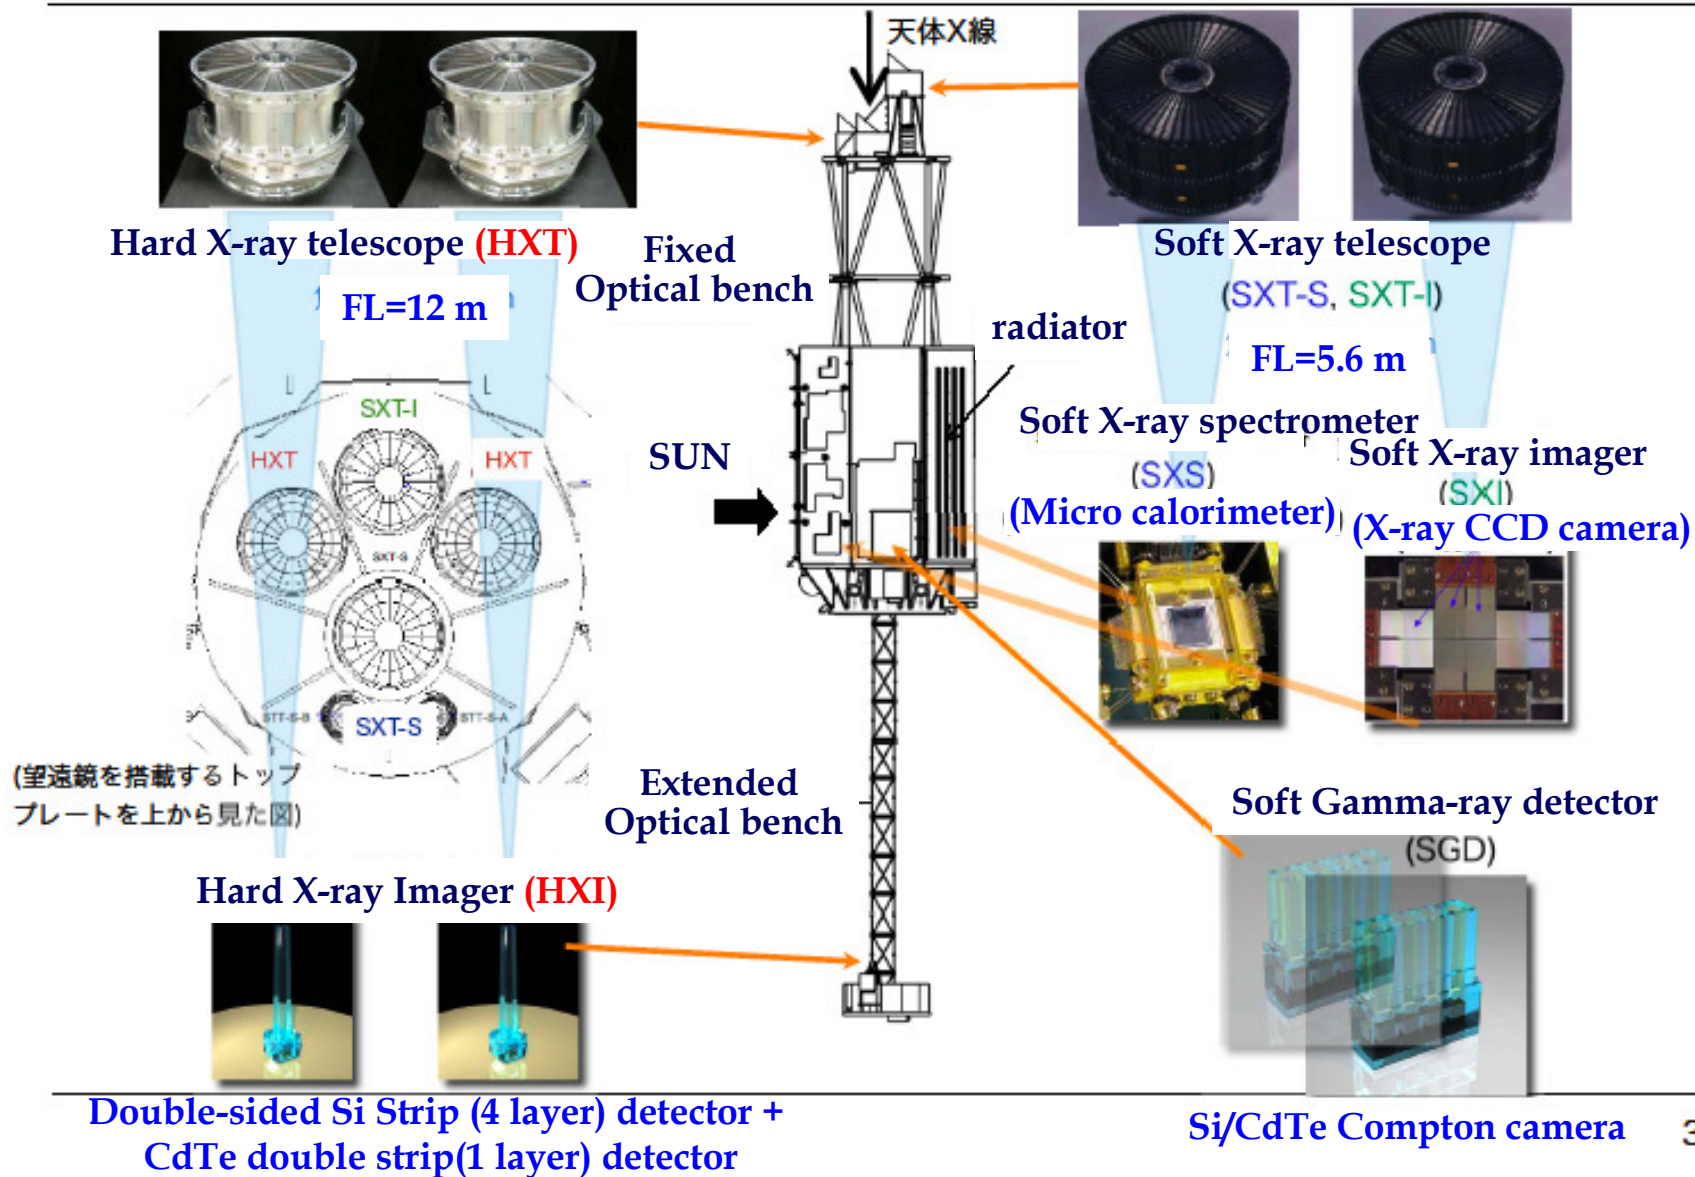 天体X線
Hard X-ray telescope (HXT)
FL=12 m
Fixed
Optical bench
Soft X-ray telescope
(SXT-S, SXT-I)
FL=5.6 m
radiator
SXT-I
HXT
HXT
SXT-S
STT-S-B
STT-S-A
SXT-S
SUN
Soft X-ray spectrometer
(SXS)
(Micro calorimeter)
Soft X-ray imager
(SXI)
(X-ray CCD camera)
(望遠鏡を搭載するトップ
プレートを上から見た図)
Extended
Optical bench
Soft Gamma-ray detector
(SGD)
Hard X-ray Imager (HXI)
Double-sided Si Strip (4 layer) detector +
CdTe double strip(1 layer) detector
Si/CdTe Compton camera
3